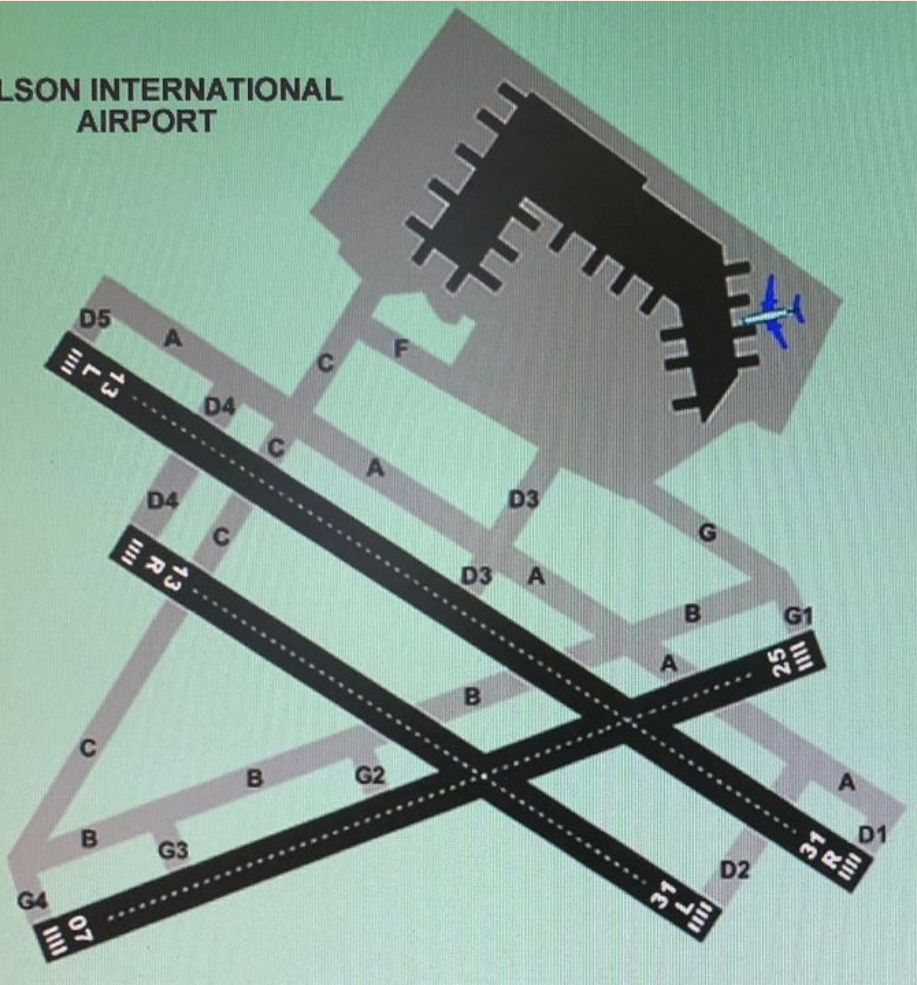 LSON INTERNATIONAL
AIRPORT
D5
A
C
F
D4
C
A
D4
D3
C
G
D3
A
B
G1
A
25
B
13
L
13
R
C
B
G2
A
B
G3
D1
D2
31
R
31
L
G4
07